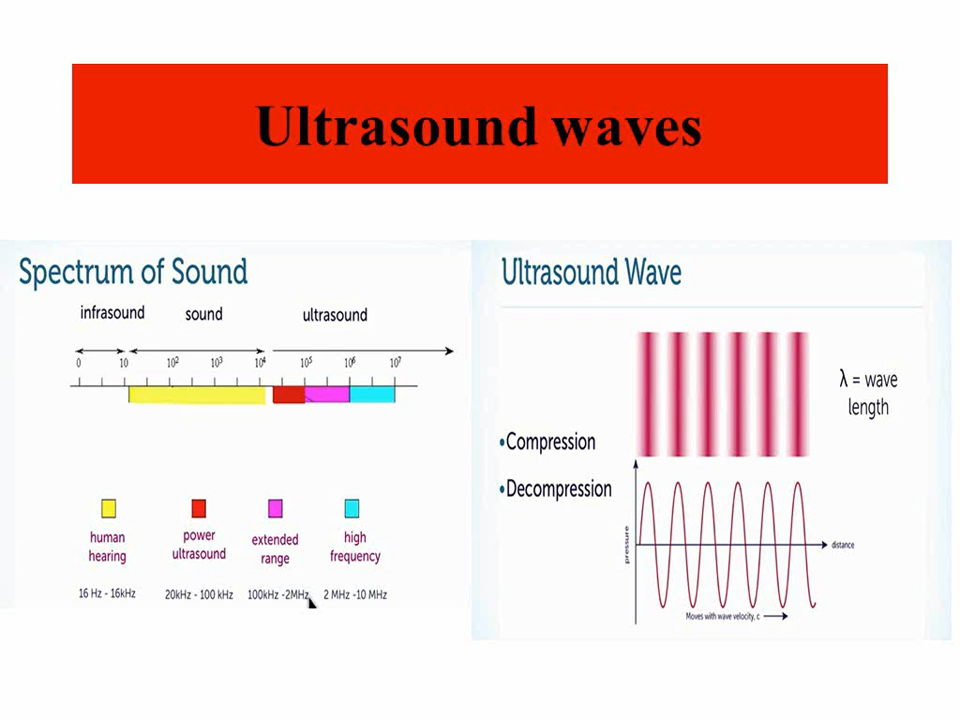 Ultrasound waves
Spectrum of Sound
infrasound sound ultrasound
0 10 10² 10³ 10⁴ 10⁵ 10⁶ 10⁷
human
hearing
power
ultrasound
extended
range
high
frequency
16 Hz - 16kHz 20kHz - 100 kHz 100kHz -2MHz 2 MHz -10 MHz
Ultrasound Wave
λ = wave
length
•Compression
•Decompression
pressure
distance
Moves with wave velocity, c